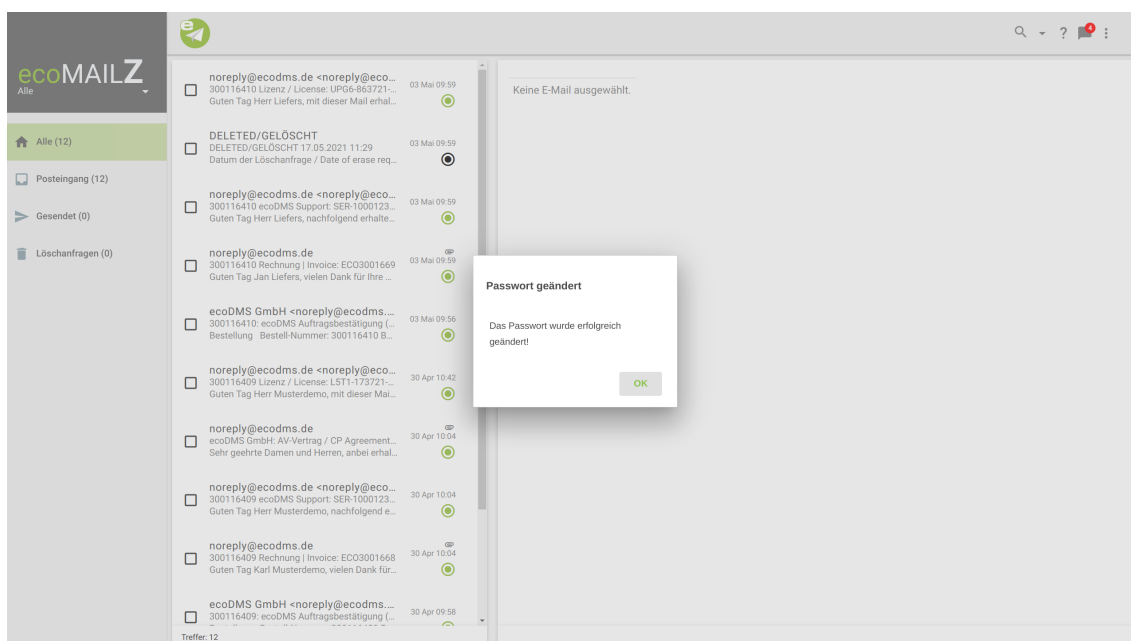 ecoMAILZ
Alle
Alle (12)
Posteingang (12)
Gesendet (0)
Löschanfragen (0)
?
4
noreply@ecodms.de <noreply@eco...
03 Mai 09:59
300116410 Lizenz / License: UPG6-863721-...
Guten Tag Herr Liefers, mit dieser Mail erhal...
DELETED/GELÖSCHT
03 Mai 09:59
DELETED/GELÖSCHT 17.05.2021 11:29
Datum der Löschanfrage / Date of erase req...
noreply@ecodms.de <noreply@eco...
03 Mai 09:59
300116410 ecoDMS Support: SER-1000123...
Guten Tag Herr Liefers, nachfolgend erhalte...
noreply@ecodms.de
03 Mai 09:59
300116410 Rechnung | Invoice: ECO3001669
Guten Tag Jan Liefers, vielen Dank für Ihre ...
ecoDMS GmbH <noreply@ecodms....
03 Mai 09:56
300116410: ecoDMS Auftragsbestätigung (...
Bestellung Bestell-Nummer: 300116410 B...
noreply@ecodms.de <noreply@eco...
30 Apr 10:42
300116409 Lizenz / License: L5T1-173721-...
Guten Tag Herr Musterdemo, mit dieser Mai...
noreply@ecodms.de
30 Apr 10:04
ecoDMS GmbH: AV-Vertrag / CP Agreement...
Sehr geehrte Damen und Herren, anbei erhal...
noreply@ecodms.de <noreply@eco...
30 Apr 10:04
300116409 ecoDMS Support: SER-1000123...
Guten Tag Herr Musterdemo, nachfolgend e...
noreply@ecodms.de
30 Apr 10:04
300116409 Rechnung | Invoice: ECO3001668
Guten Tag Karl Musterdemo, vielen Dank für...
ecoDMS GmbH <noreply@ecodms....
30 Apr 09:58
300116409: ecoDMS Auftragsbestätigung (...
Treffer: 12
Keine E-Mail ausgewählt.
Passwort geändert
Das Passwort wurde erfolgreich
geändert!
OK